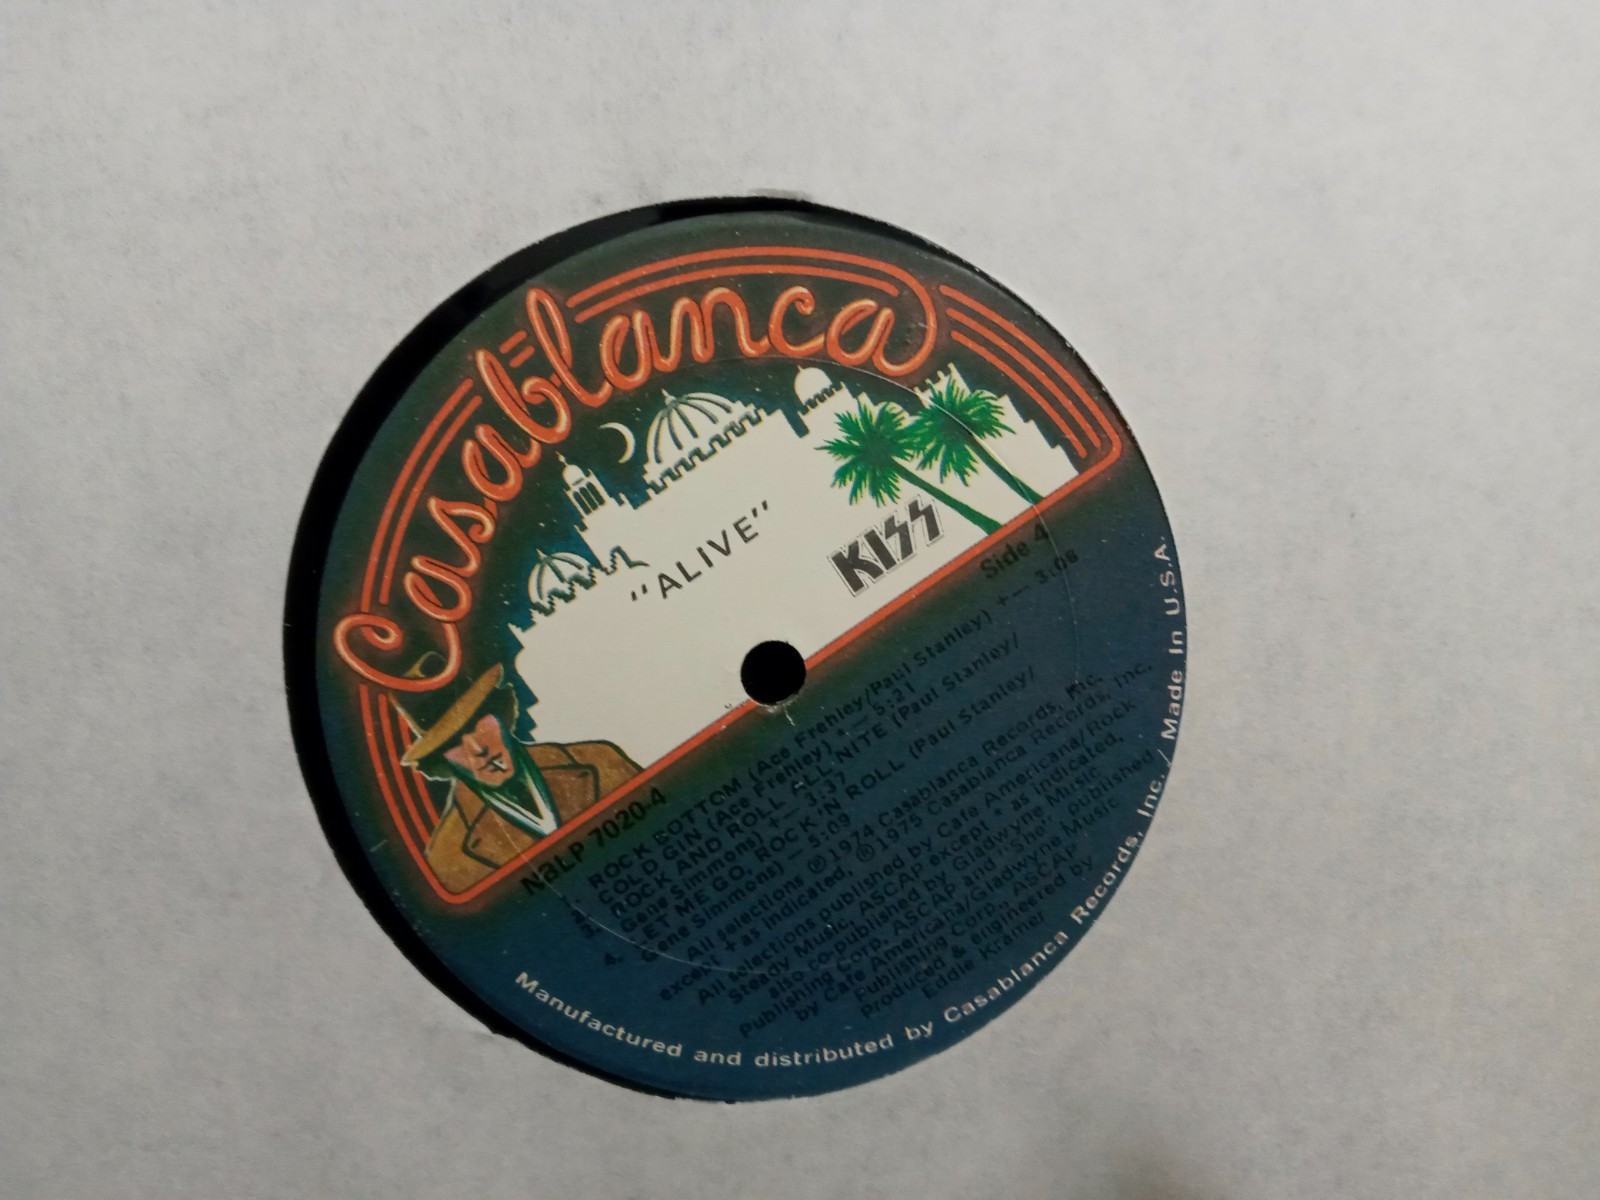 Casablanca
"ALIVE"
KISS
Side 4
NBLP 7020-4
1. ROCK BOTTOM (Ace Frehley/Paul Stanley) +— 3:08
2. COLD GIN (Ace Frehley) *— 5:21
3. ROCK AND ROLL ALL NITE (Paul Stanley/
Gene Simmons) +— 3:37
4. LET ME GO, ROCK 'N ROLL (Paul Stanley/
Gene Simmons) — 5:09
All selections ℗ 1974 Casablanca Records, Inc.
except + as indicated, ℗ 1975 Casablanca Records, Inc.
All selections published by Cafe Americana/Rock
Steady Music, ASCAP except * as indicated,
also co-published by Gladwyne Music
Publishing Corp. ASCAP and "She" published
by Cafe Americana/Gladwyne Music
Publishing Corp., ASCAP
Produced & engineered by
Eddie Kramer
Manufactured and distributed by Casablanca Records, Inc. / Made In U.S.A.